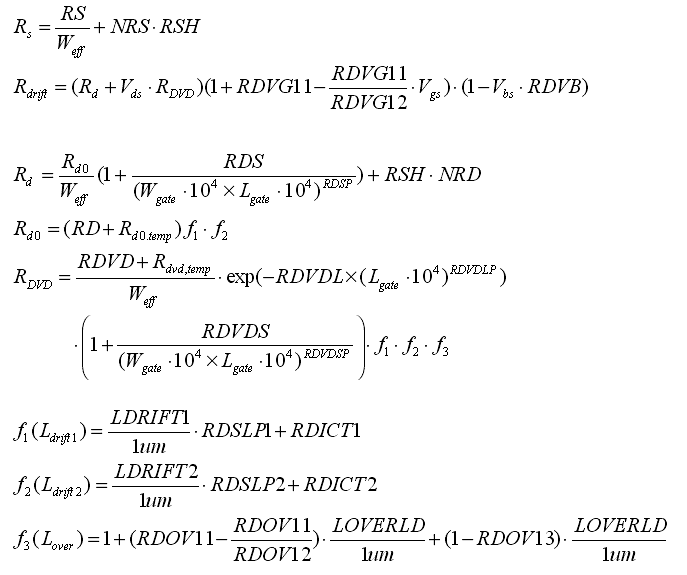 R_s = RS / W_eff + NRS · RSH
R_drift = (R_d + V_ds · R_DVD)(1 + RDVG11 − RDVG11 / RDVG12 · V_gs) · (1 − V_bs · RDVB)
R_d = R_d0 / W_eff (1 + RDS / (W_gate · 10^4 × L_gate · 10^4)^RDSP) + RSH · NRD
R_d0 = (RD + R_d0.temp) f_1 · f_2
R_DVD = RDVD + R_dvd,temp / W_eff · exp(−RDVDL × (L_gate · 10^4)^RDVDLP)
· (1 + RDVDS / (W_gate · 10^4 × L_gate · 10^4)^RDVDSP) · f_1 · f_2 · f_3
f_1(L_drift1) = LDRIFT1 / 1um · RDSLP1 + RDICT1
f_2(L_drift2) = LDRIFT2 / 1um · RDSLP2 + RDICT2
f_3(L_over) = 1 + (RDOV11 − RDOV11 / RDOV12) · LOVERLD / 1um + (1 − RDOV13) · LOVERLD / 1um